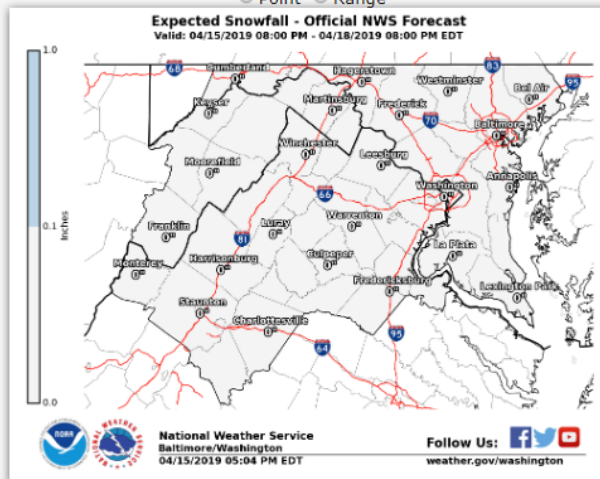 Point Range
Expected Snowfall - Official NWS Forecast
Valid: 04/15/2019 08:00 PM - 04/18/2019 08:00 PM EDT
1.0
0.1
0.0
Inches
68
83
95
Cumberland
0"
Hagerstown
0"
Westminster
0"
Bel Air
0"
Keyser
0"
Martinsburg
0"
Frederick
0"
70
Baltimore
0"
Winchester
0"
Leesburg
0"
Moorefield
0"
Washington
0"
Annapolis
0"
66
Franklin
0"
81
Luray
0"
Warrenton
0"
La Plata
0"
Monterey
0"
Harrisonburg
0"
Culpeper
0"
Fredericksburg
0"
Lexington Park
0"
Staunton
0"
Charlottesville
0"
64
95
NOAA
NATIONAL WEATHER SERVICE
National Weather Service
Baltimore/Washington
04/15/2019 05:04 PM EDT
Follow Us:
weather.gov/washington